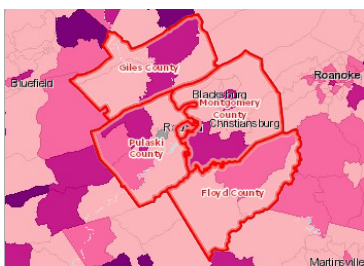 Giles County
Bluefield
Roanoke
Blacksburg
Montgomery
County
Christiansburg
Pulaski
County
Floyd County
Martinsville